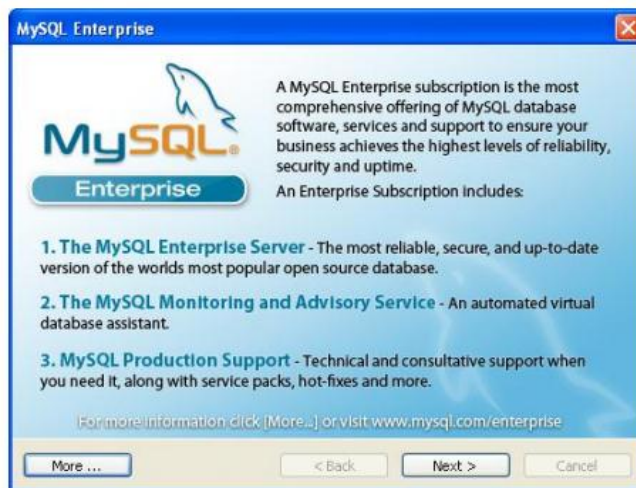 MySQL Enterprise
MySQL®
Enterprise
A MySQL Enterprise subscription is the most
comprehensive offering of MySQL database
software, services and support to ensure your
business achieves the highest levels of reliability,
security and uptime.
An Enterprise Subscription includes:
1. The MySQL Enterprise Server - The most reliable, secure, and up-to-date
version of the worlds most popular open source database.
2. The MySQL Monitoring and Advisory Service - An automated virtual
database assistant.
3. MySQL Production Support - Technical and consultative support when
you need it, along with service packs, hot-fixes and more.
For more information click [More...] or visit www.mysql.com/enterprise
More ... < Back Next > Cancel